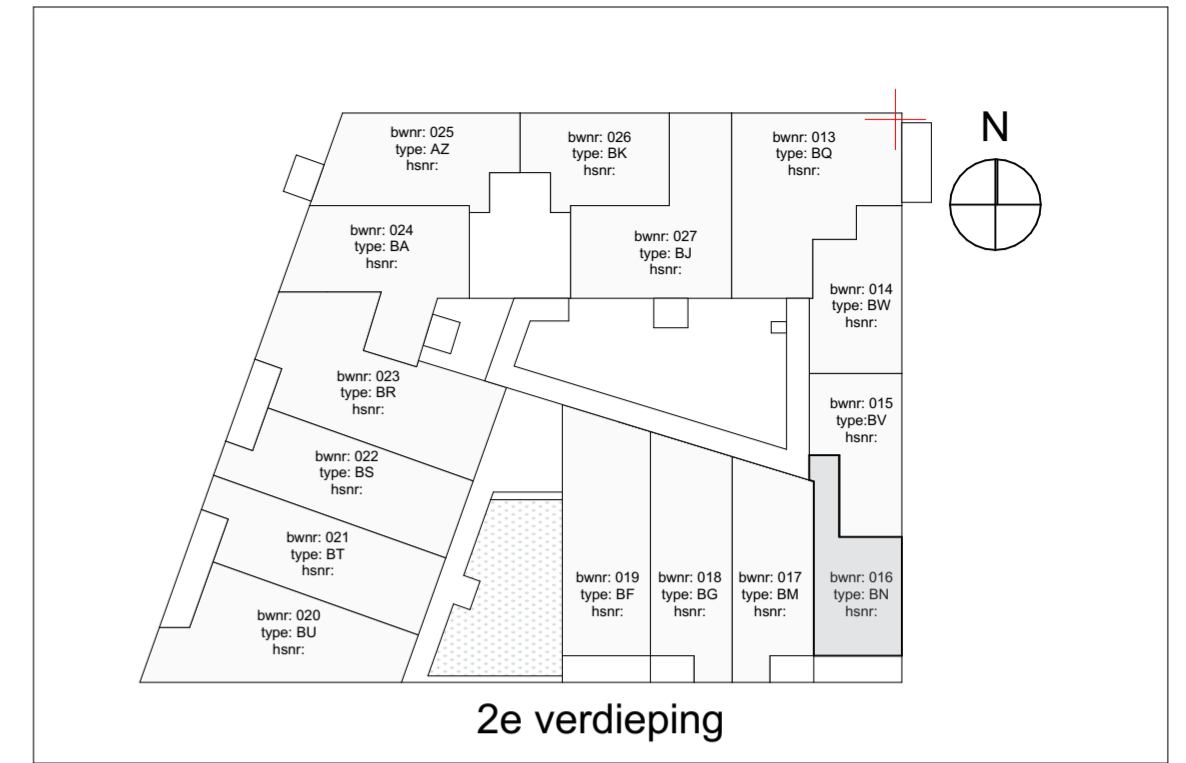 N
bwnr: 025
type: AZ
hsnr:
bwnr: 026
type: BK
hsnr:
bwnr: 013
type: BQ
hsnr:
bwnr: 024
type: BA
hsnr:
bwnr: 027
type: BJ
hsnr:
bwnr: 014
type: BW
hsnr:
bwnr: 023
type: BR
hsnr:
bwnr: 015
type:BV
hsnr:
bwnr: 022
type: BS
hsnr:
bwnr: 021
type: BT
hsnr:
bwnr: 020
type: BU
hsnr:
bwnr: 019
type: BF
hsnr:
bwnr: 018
type: BG
hsnr:
bwnr: 017
type: BM
hsnr:
bwnr: 016
type: BN
hsnr:
2e verdieping